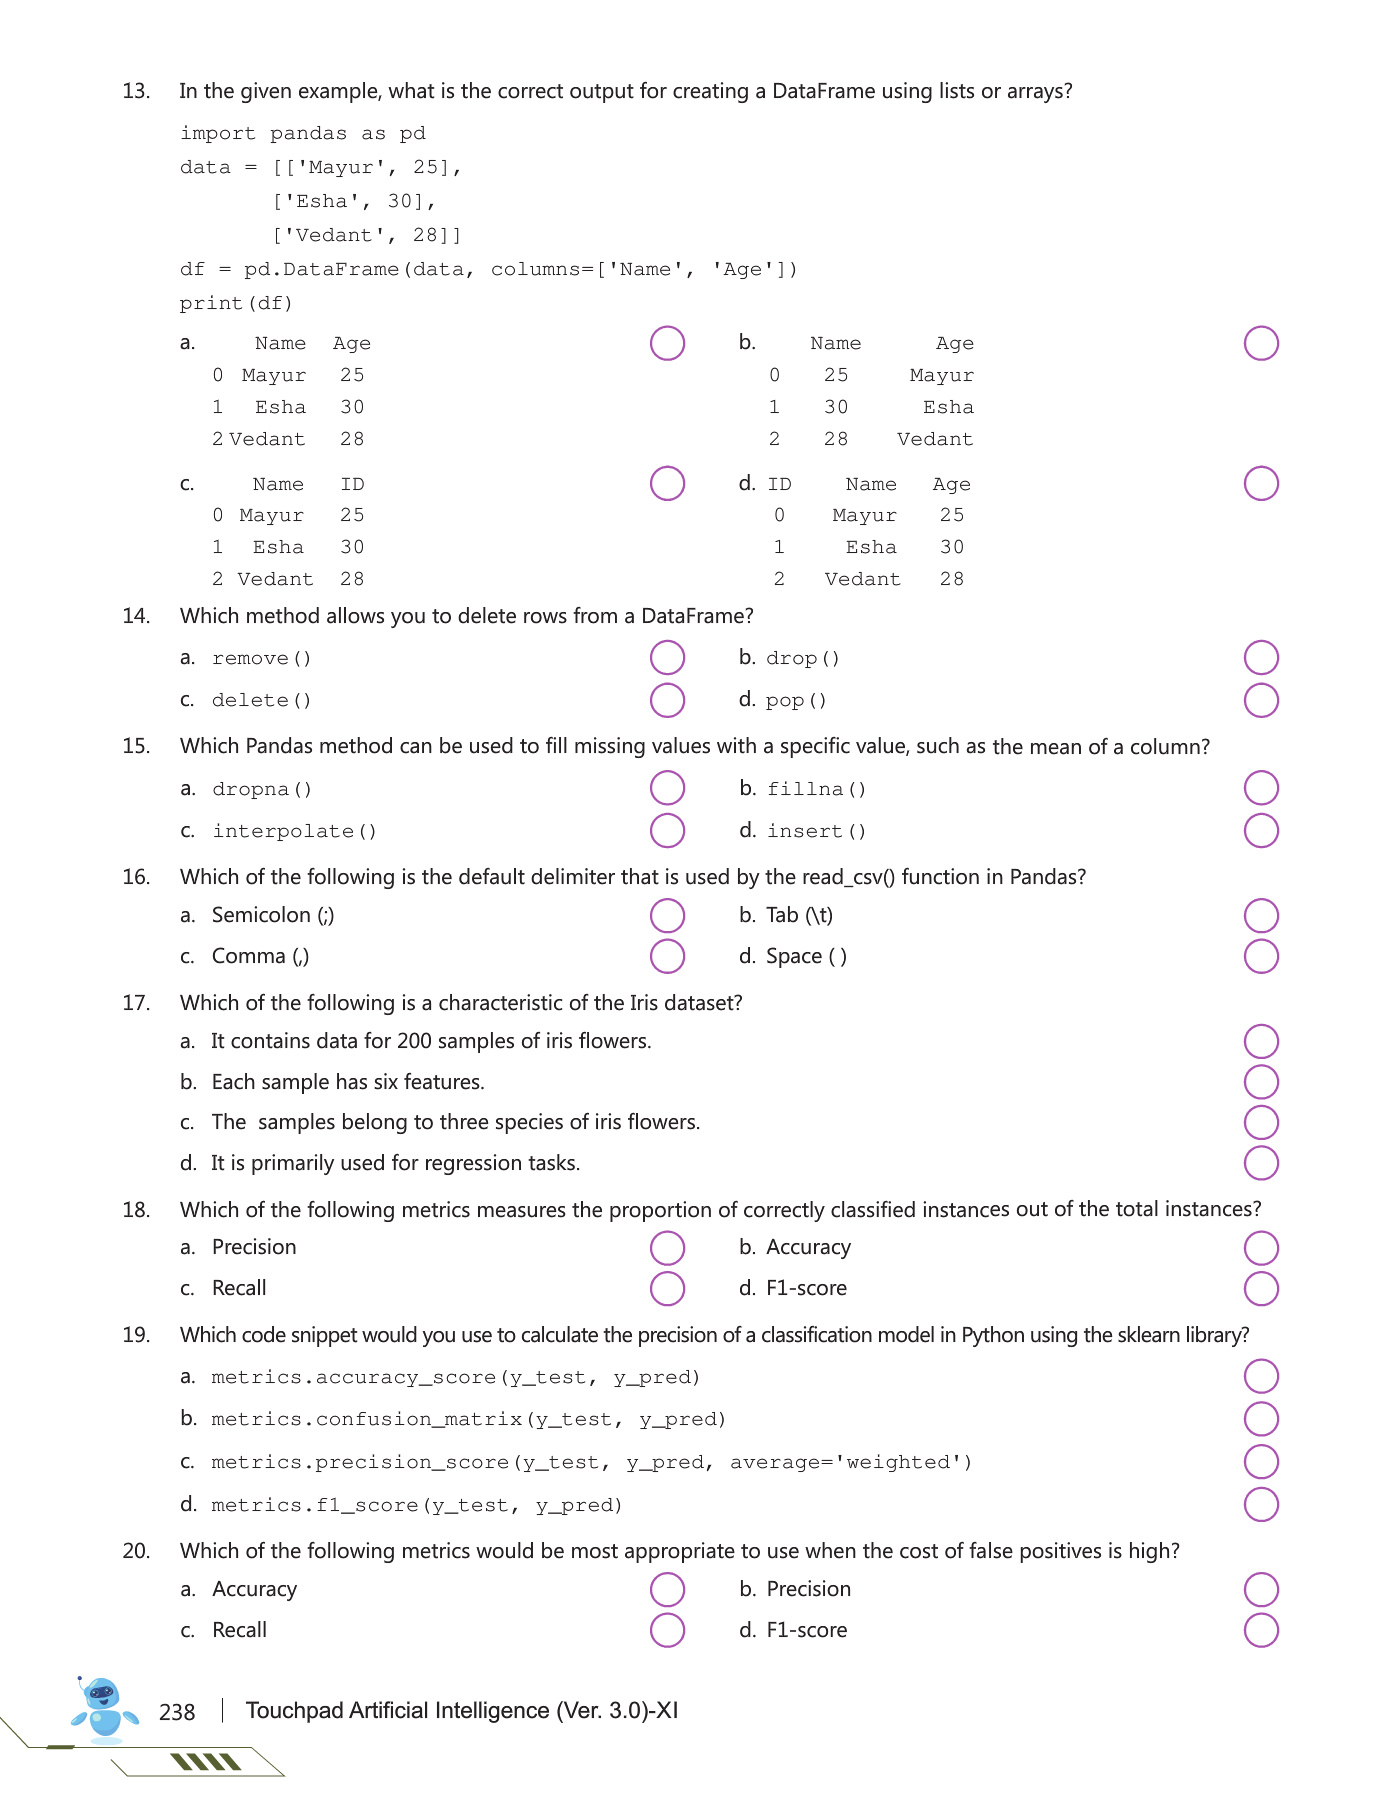 13. In the given example, what is the correct output for creating a DataFrame using lists or arrays?
import pandas as pd
data = [['Mayur', 25],
['Esha', 30],
['Vedant', 28]]
df = pd.DataFrame(data, columns=['Name', 'Age'])
print(df)
a. Name Age
0 Mayur 25
1 Esha 30
2 Vedant 28
b. Name Age
0 25 Mayur
1 30 Esha
2 28 Vedant
c. Name ID
0 Mayur 25
1 Esha 30
2 Vedant 28
d. ID Name Age
0 Mayur 25
1 Esha 30
2 Vedant 28
14. Which method allows you to delete rows from a DataFrame?
a. remove()
b. drop()
c. delete()
d. pop()
15. Which Pandas method can be used to fill missing values with a specific value, such as the mean of a column?
a. dropna()
b. fillna()
c. interpolate()
d. insert()
16. Which of the following is the default delimiter that is used by the read_csv() function in Pandas?
a. Semicolon (;)
b. Tab (\t)
c. Comma (,)
d. Space ( )
17. Which of the following is a characteristic of the Iris dataset?
a. It contains data for 200 samples of iris flowers.
b. Each sample has six features.
c. The samples belong to three species of iris flowers.
d. It is primarily used for regression tasks.
18. Which of the following metrics measures the proportion of correctly classified instances out of the total instances?
a. Precision
b. Accuracy
c. Recall
d. F1-score
19. Which code snippet would you use to calculate the precision of a classification model in Python using the sklearn library?
a. metrics.accuracy_score(y_test, y_pred)
b. metrics.confusion_matrix(y_test, y_pred)
c. metrics.precision_score(y_test, y_pred, average='weighted')
d. metrics.f1_score(y_test, y_pred)
20. Which of the following metrics would be most appropriate to use when the cost of false positives is high?
a. Accuracy
b. Precision
c. Recall
d. F1-score
238 Touchpad Artificial Intelligence (Ver. 3.0)-XI